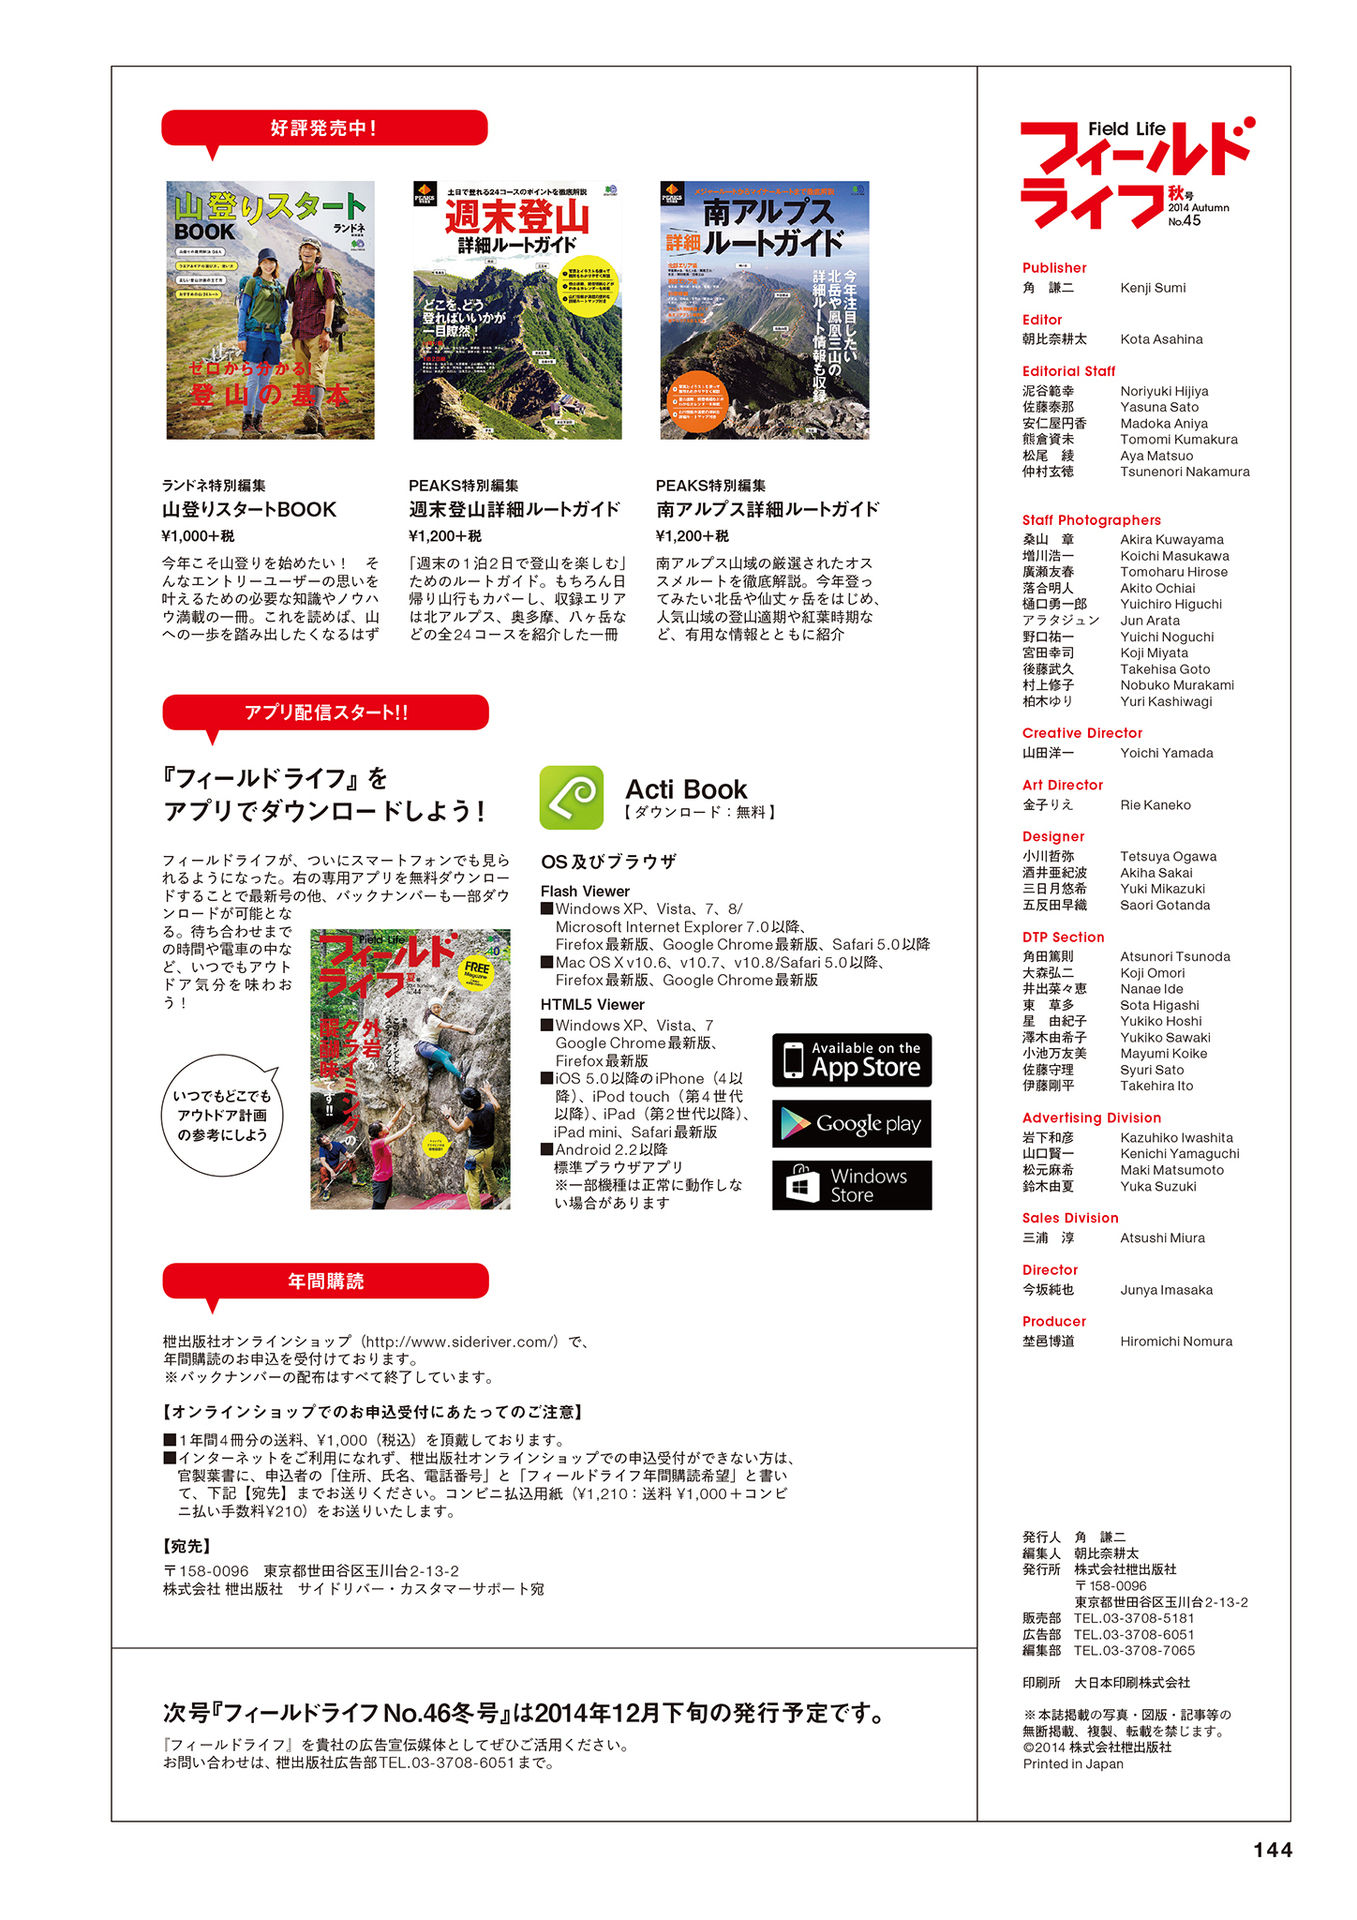 好評発売中！
山登りスタート
BOOK
ランドネ
ゼロから分かる!
登山の基本
土日で登れる24コースのポイントを徹底解説
PEAKS
週末登山
詳細ルートガイド
どこを、どう
登ればいいかが
一目瞭然！
メジャールートからマイナールートまで徹底解説
PEAKS
南アルプス
詳細ルートガイド
今年注目したい
北岳や鳳凰三山の
詳細ルート情報も収録
ランドネ特別編集
山登りスタートBOOK
¥1,000+税
今年こそ山登りを始めたい！　そ
んなエントリーユーザーの思いを
叶えるための必要な知識やノウハ
ウ満載の一冊。これを読めば、山
への一歩を踏み出したくなるはず
PEAKS特別編集
週末登山詳細ルートガイド
¥1,200+税
「週末の1泊2日で登山を楽しむ」
ためのルートガイド。もちろん日
帰り山行もカバーし、収録エリア
は北アルプス、奥多摩、八ヶ岳な
どの全24コースを紹介した一冊
PEAKS特別編集
南アルプス詳細ルートガイド
¥1,200+税
南アルプス山域の厳選されたオス
スメルートを徹底解説。今年登っ
てみたい北岳や仙丈ヶ岳をはじめ、
人気山域の登山適期や紅葉時期な
ど、有用な情報とともに紹介
アプリ配信スタート!!
『フィールドライフ』を
アプリでダウンロードしよう！
フィールドライフが、ついにスマートフォンでも見ら
れるようになった。右の専用アプリを無料ダウンロー
ドすることで最新号の他、バックナンバーも一部ダウ
ンロードが可能とな
る。待ち合わせまで
の時間や電車の中な
ど、いつでもアウト
ドア気分を味わお
う！
いつでもどこでも
アウトドア計画
の参考にしよう
Field Life
フィールド
ライフ
夏
FREE
Magazine
外岩が
クライミングの
醍醐味です!!
Acti Book
【ダウンロード：無料】
OS及びブラウザ
Flash Viewer
■Windows XP、Vista、7、8/
Microsoft Internet Explorer 7.0以降、
Firefox最新版、Google Chrome最新版、Safari 5.0以降
■Mac OS X v10.6、v10.7、v10.8/Safari 5.0以降、
Firefox最新版、Google Chrome最新版
HTML5 Viewer
■Windows XP、Vista、7
Google Chrome最新版、
Firefox最新版
■iOS 5.0以降のiPhone（4以
降）、iPod touch（第4世代
以降）、iPad（第2世代以降）、
iPad mini、Safari最新版
■Android 2.2以降
標準ブラウザアプリ
※一部機種は正常に動作しな
い場合があります
Available on the
App Store
Google play
Windows
Store
年間購読
枻出版社オンラインショップ（http://www.sideriver.com/）で、
年間購読のお申込を受付けております。
※バックナンバーの配布はすべて終了しています。
【オンラインショップでのお申込受付にあたってのご注意】
■1年間4冊分の送料、¥1,000（税込）を頂戴しております。
■インターネットをご利用になれず、枻出版社オンラインショップでの申込受付ができない方は、
官製葉書に、申込者の「住所、氏名、電話番号」と「フィールドライフ年間購読希望」と書い
て、下記【宛先】までお送りください。コンビニ払込用紙（¥1,210：送料 ¥1,000＋コンビ
ニ払い手数料¥210）をお送りいたします。
【宛先】
〒158-0096　東京都世田谷区玉川台2-13-2
株式会社 枻出版社　サイドリバー・カスタマーサポート宛
次号『フィールドライフ No.46冬号』は2014年12月下旬の発行予定です。
『フィールドライフ』を貴社の広告宣伝媒体としてぜひご活用ください。
お問い合わせは、枻出版社広告部TEL.03-3708-6051まで。
Field Life
フィールド
ライフ 秋号
2014 Autumn
No.45
Publisher
角　謙二　Kenji Sumi
Editor
朝比奈耕太　Kota Asahina
Editorial Staff
泥谷範幸　Noriyuki Hijiya
佐藤泰那　Yasuna Sato
安仁屋円香　Madoka Aniya
熊倉資未　Tomomi Kumakura
松尾　綾　Aya Matsuo
仲村玄徳　Tsunenori Nakamura
Staff Photographers
桑山　章　Akira Kuwayama
増川浩一　Koichi Masukawa
廣瀬友春　Tomoharu Hirose
落合明人　Akito Ochiai
樋口勇一郎　Yuichiro Higuchi
アラタジュン　Jun Arata
野口祐一　Yuichi Noguchi
宮田幸司　Koji Miyata
後藤武久　Takehisa Goto
村上修子　Nobuko Murakami
柏木ゆり　Yuri Kashiwagi
Creative Director
山田洋一　Yoichi Yamada
Art Director
金子りえ　Rie Kaneko
Designer
小川哲弥　Tetsuya Ogawa
酒井亜紀波　Akiha Sakai
三日月悠希　Yuki Mikazuki
五反田早織　Saori Gotanda
DTP Section
角田篤則　Atsunori Tsunoda
大森弘二　Koji Omori
井出菜々恵　Nanae Ide
東　草多　Sota Higashi
星　由紀子　Yukiko Hoshi
澤木由希子　Yukiko Sawaki
小池万友美　Mayumi Koike
佐藤守理　Syuri Sato
伊藤剛平　Takehira Ito
Advertising Division
岩下和彦　Kazuhiko Iwashita
山口賢一　Kenichi Yamaguchi
松元麻希　Maki Matsumoto
鈴木由夏　Yuka Suzuki
Sales Division
三浦　淳　Atsushi Miura
Director
今坂純也　Junya Imasaka
Producer
埜邑博道　Hiromichi Nomura
発行人　角　謙二
編集人　朝比奈耕太
発行所　株式会社枻出版社
〒158-0096
東京都世田谷区玉川台2-13-2
販売部　TEL.03-3708-5181
広告部　TEL.03-3708-6051
編集部　TEL.03-3708-7065
印刷所　大日本印刷株式会社
※本誌掲載の写真・図版・記事等の
無断掲載、複製、転載を禁じます。
©2014 株式会社枻出版社
Printed in Japan
144